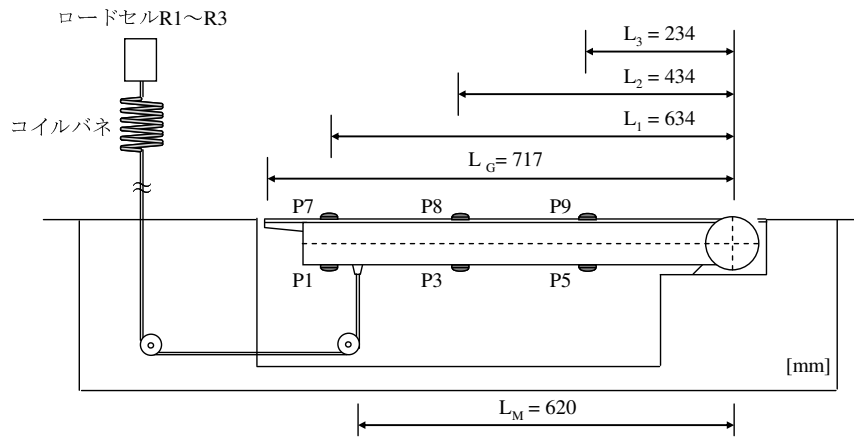 ロードセルR1～R3
コイルバネ
L3 = 234
L2 = 434
L1 = 634
LG= 717
P7
P8
P9
P1
P3
P5
[mm]
LM = 620